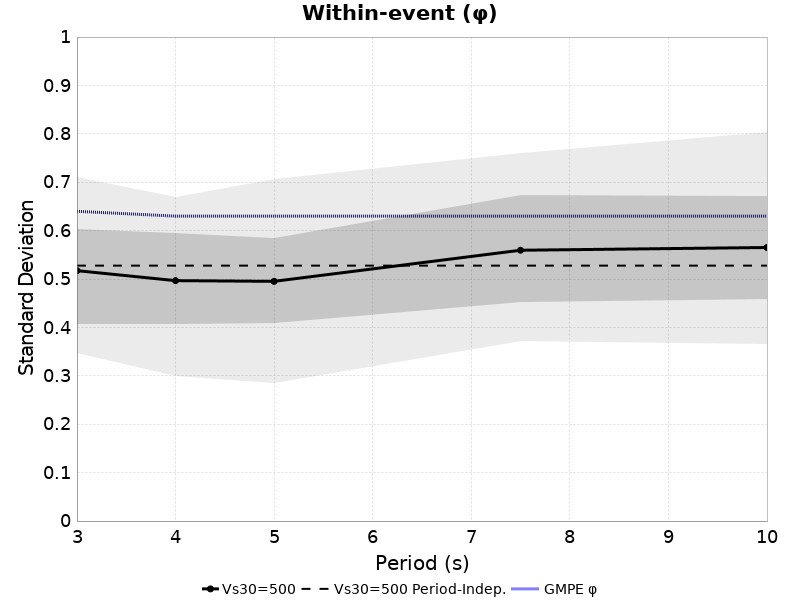 Within-event (φ)
1
0.9
0.8
0.7
0.6
0.5
0.4
0.3
0.2
0.1
0
Standard Deviation
3 4 5 6 7 8 9 10
Period (s)
Vs30=500 Vs30=500 Period-Indep. GMPE φ